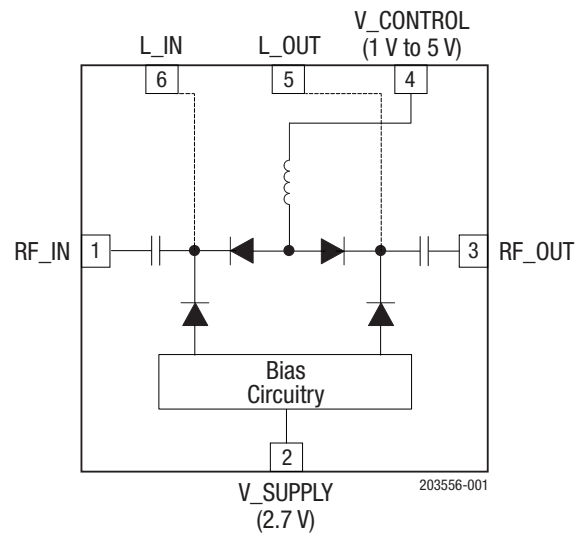 V_CONTROL
(1 V to 5 V)
L_IN
L_OUT
6
5
4
RF_IN
1
3
RF_OUT
Bias
Circuitry
2
203556-001
V_SUPPLY
(2.7 V)